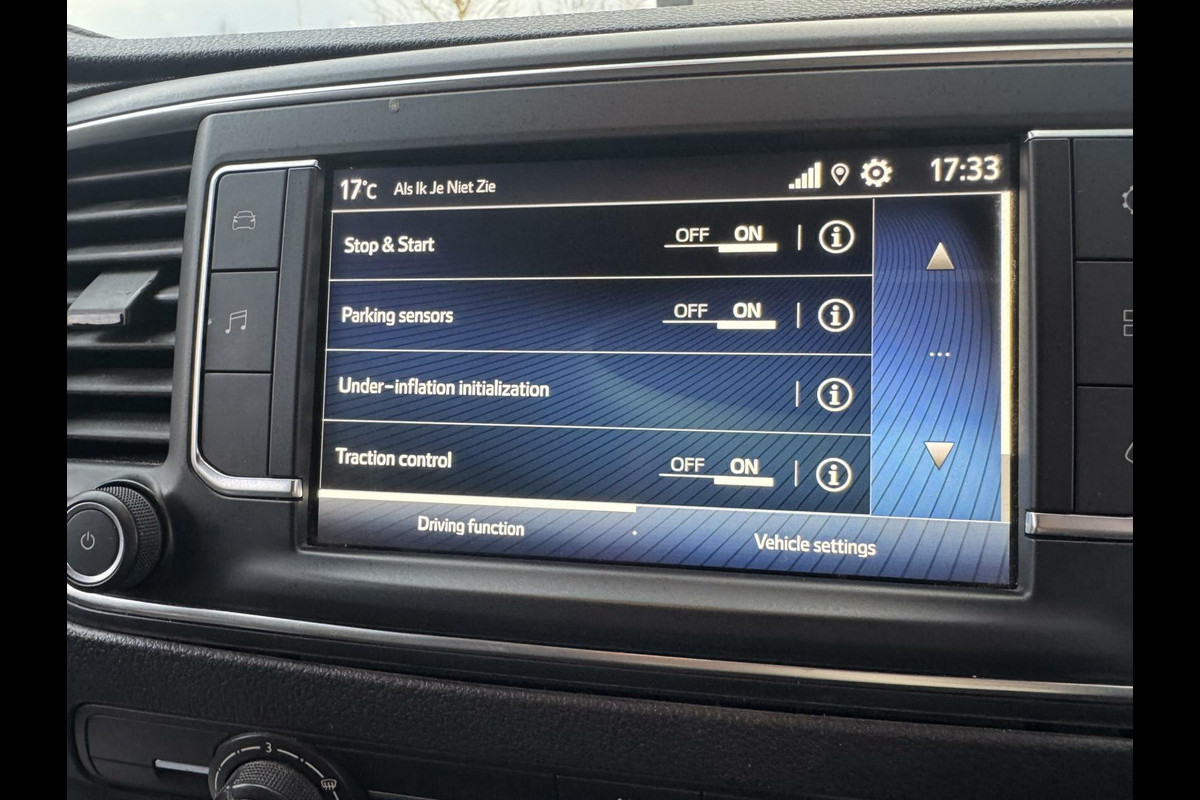 17°C Als Ik Je Niet Zie 17:33
Stop & Start OFF ON
Parking sensors OFF ON
Under-inflation initialization
Traction control OFF ON
Driving function Vehicle settings
3